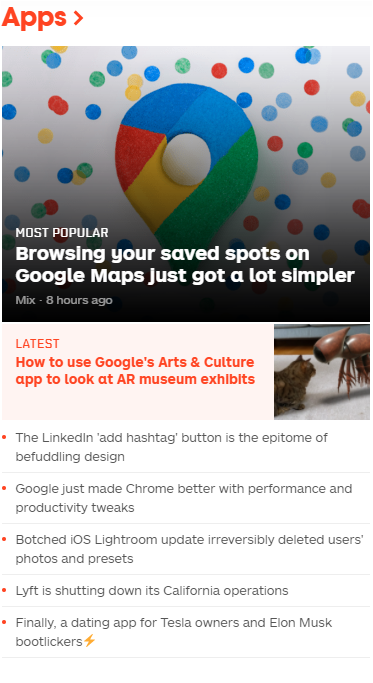 Apps >
MOST POPULAR
Browsing your saved spots on
Google Maps just got a lot simpler
Mix · 8 hours ago
LATEST
How to use Google's Arts & Culture
app to look at AR museum exhibits
• The LinkedIn 'add hashtag' button is the epitome of
befuddling design
• Google just made Chrome better with performance and
productivity tweaks
• Botched iOS Lightroom update irreversibly deleted users'
photos and presets
• Lyft is shutting down its California operations
• Finally, a dating app for Tesla owners and Elon Musk
bootlickers⚡